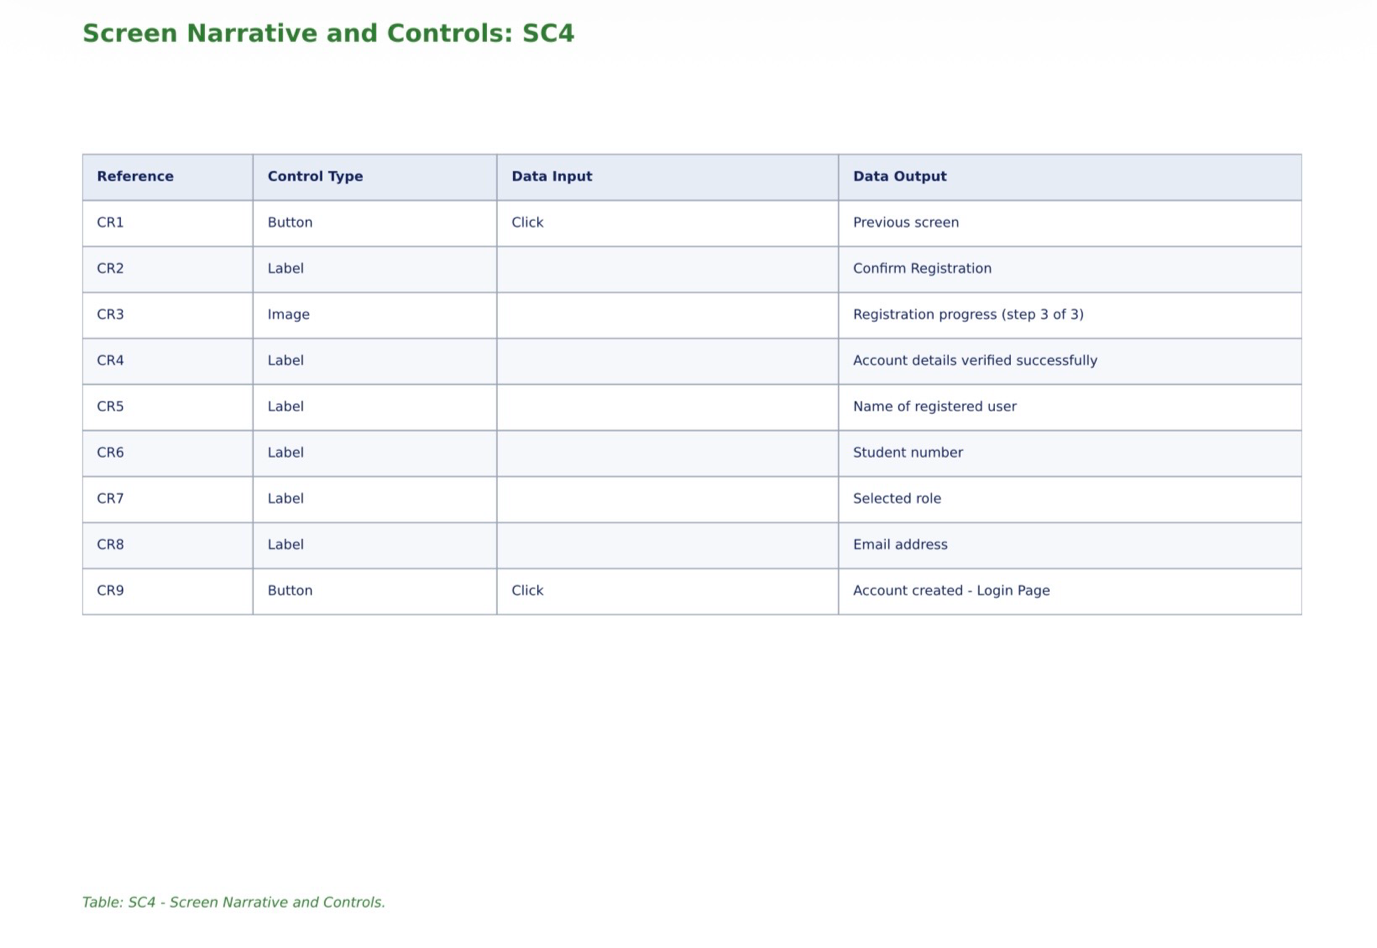 Screen Narrative and Controls: SC4
Reference Control Type Data Input Data Output
CR1 Button Click Previous screen
CR2 Label Confirm Registration
CR3 Image Registration progress (step 3 of 3)
CR4 Label Account details verified successfully
CR5 Label Name of registered user
CR6 Label Student number
CR7 Label Selected role
CR8 Label Email address
CR9 Button Click Account created - Login Page
Table: SC4 - Screen Narrative and Controls.